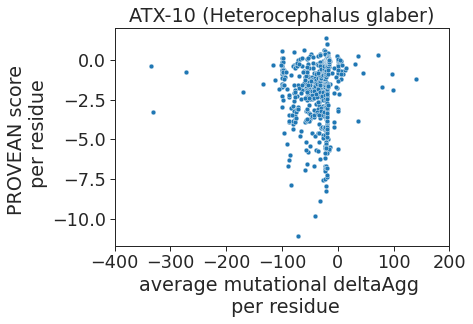 ATX-10 (Heterocephalus glaber)
PROVEAN score
per residue
0.0
−2.5
−5.0
−7.5
−10.0
−400 −300 −200 −100 0 100 200
average mutational deltaAgg
per residue